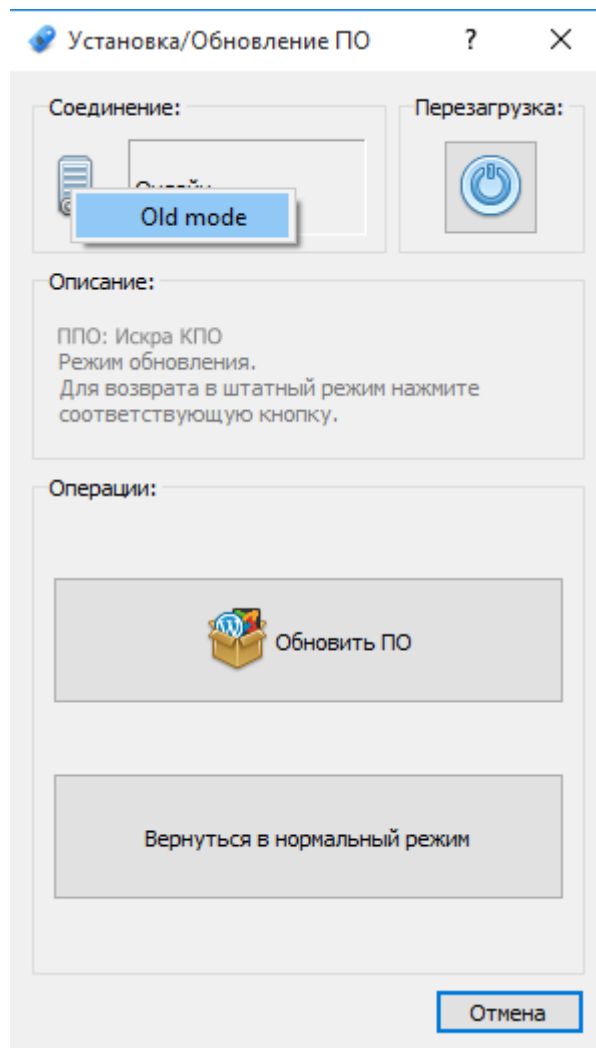 Установка/Обновление ПО
?
Соединение:
Перезагрузка:
Old mode
Описание:
ППО: Искра КПО
Режим обновления.
Для возврата в штатный режим нажмите
соответствующую кнопку.
Операции:
Обновить ПО
Вернуться в нормальный режим
Отмена